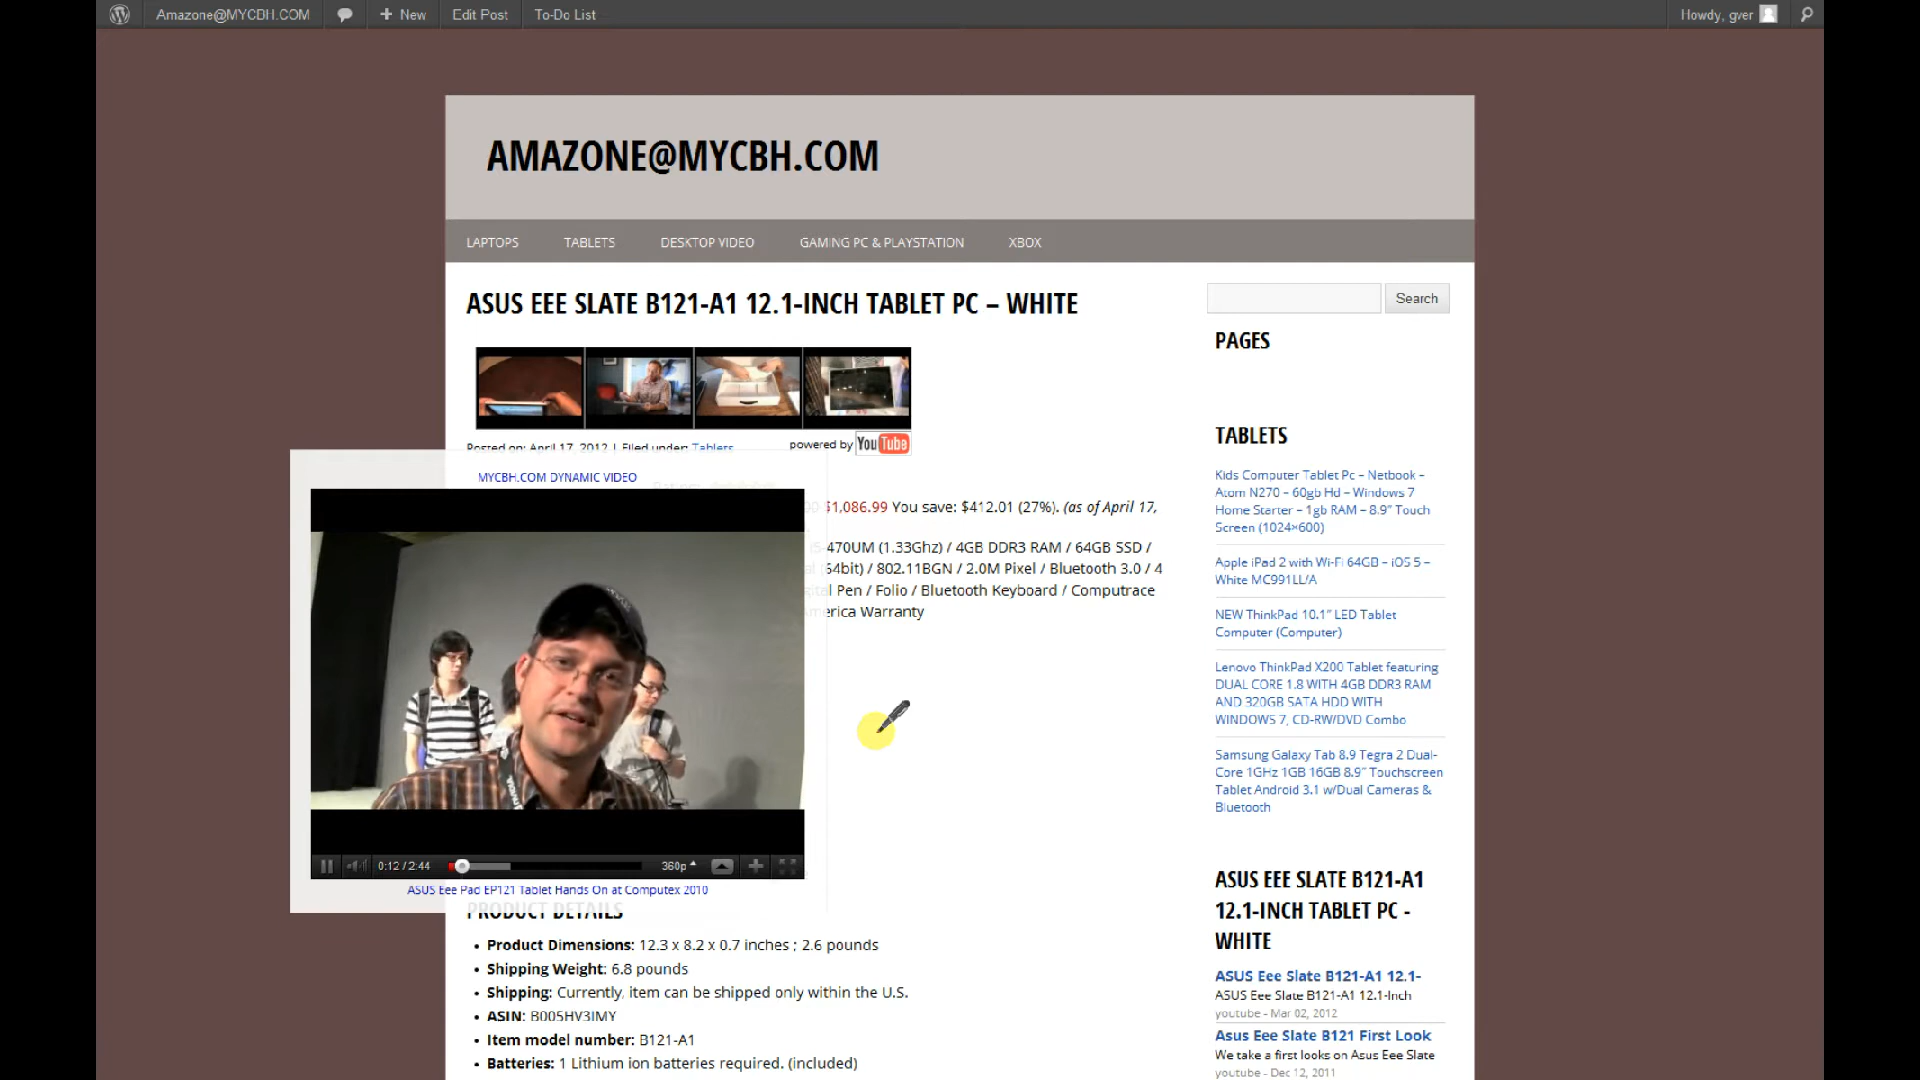 Amazone@MYCBH.COM
New
Edit Post
To-Do List
Howdy, gver
AMAZONE@MYCBH.COM
LAPTOPS
TABLETS
DESKTOP VIDEO
GAMING PC & PLAYSTATION
XBOX
ASUS EEE SLATE B121-A1 12.1-INCH TABLET PC – WHITE
Posted on: April 17, 2012 | Filed under: Tablets
powered by YouTube
MYCBH.COM DYNAMIC VIDEO
$1,086.99 You save: $412.01 (27%). (as of April 17,
470UM (1.33Ghz) / 4GB DDR3 RAM / 64GB SSD /
(64bit) / 802.11BGN / 2.0M Pixel / Bluetooth 3.0 / 4
Pen / Folio / Bluetooth Keyboard / Computrace
Warranty
0:12 / 2:44
360p
ASUS Eee Pad EP121 Tablet Hands On at Computex 2010
PRODUCT DETAILS
• Product Dimensions: 12.3 x 8.2 x 0.7 inches ; 2.6 pounds
• Shipping Weight: 6.8 pounds
• Shipping: Currently, item can be shipped only within the U.S.
• ASIN: B005HV3IMY
• Item model number: B121-A1
• Batteries: 1 Lithium ion batteries required. (included)
Search
PAGES
TABLETS
Kids Computer Tablet Pc – Netbook –
Atom N270 – 60gb Hd – Windows 7
Home Starter – 1gb RAM – 8.9″ Touch
Screen (1024×600)
Apple iPad 2 with Wi-Fi 64GB – iOS 5 –
White MC991LL/A
NEW ThinkPad 10.1″ LED Tablet
Computer (Computer)
Lenovo ThinkPad X200 Tablet featuring
DUAL CORE 1.8 WITH 4GB DDR3 RAM
AND 320GB SATA HDD WITH
WINDOWS 7, CD-RW/DVD Combo
Samsung Galaxy Tab 8.9 Tegra 2 Dual-
Core 1GHz 1GB 16GB 8.9″ Touchscreen
Tablet Android 3.1 w/Dual Cameras &
Bluetooth
ASUS EEE SLATE B121-A1
12.1-INCH TABLET PC -
WHITE
ASUS Eee Slate B121-A1 12.1-
ASUS Eee Slate B121-A1 12.1-Inch
youtube - Mar 02, 2012
Asus Eee Slate B121 First Look
We take a first looks on Asus Eee Slate
youtube - Dec 12, 2011